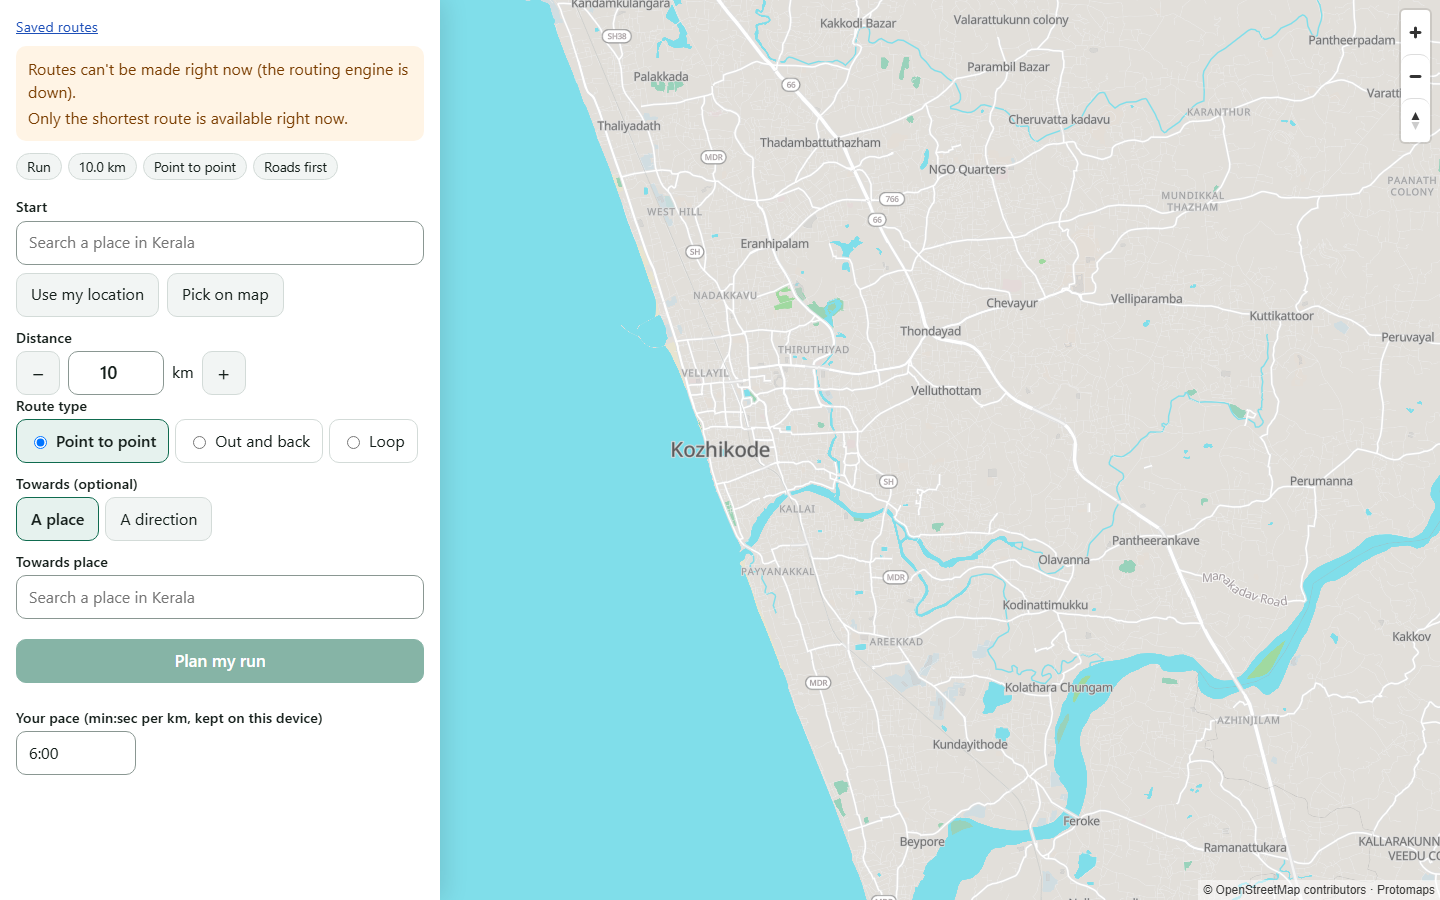 Saved routes
Routes can't be made right now (the routing engine is
down).
Only the shortest route is available right now.
Run
10.0 km
Point to point
Roads first
Start
Search a place in Kerala
Use my location
Pick on map
Distance
−
10
km
+
Route type
Point to point
Out and back
Loop
Towards (optional)
A place
A direction
Towards place
Search a place in Kerala
Plan my run
Your pace (min:sec per km, kept on this device)
6:00
Kandamkulangara
Kakkodi Bazar
Valarattukunn colony
SH38
Pantheerpadam
Palakkada
66
Parambil Bazar
Thaliyadath
Cheruvatta kadavu
KARANTHUR
Thadambattuthazham
MDR
NGO Quarters
PAANATH
COLONY
766
MUNDIKKAL
THAZHAM
WEST HILL
66
Eranhipalam
SH
NADAKKAVU
Chevayur
Velliparamba
Kuttikattoor
Thondayad
Peruvayal
THIRUTHIYAD
VELLAYIL
Velluthottam
Kozhikode
SH
Perumanna
KALLAI
Pantheerankave
Olavanna
PAYYANAKKAL
MDR
Manakadav Road
Kodinattimukku
AREEKKAD
Kakkov
MDR
Kolathara Chungam
AZHINJILAM
Kundayithode
Feroke
Beypore
Ramanattukara
KALLARAKUNN
VEEDU CO
© OpenStreetMap contributors · Protomaps